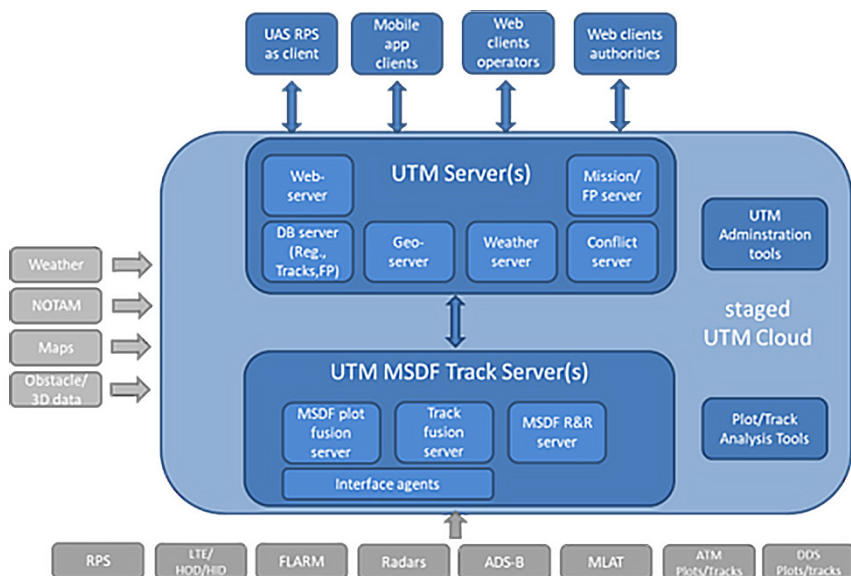 UAS RPS
as client
Mobile
app
clients
Web
clients
operators
Web clients
authorities
UTM Server(s)
Web-
server
Mission/
FP server
DB server
(Reg.,
Tracks,FP)
Geo-
server
Weather
server
Conflict
server
UTM
Adminstration
tools
Weather
NOTAM
Maps
Obstacle/
3D data
staged
UTM Cloud
UTM MSDF Track Server(s)
MSDF plot
fusion
server
Track
fusion
server
MSDF R&R
server
Interface agents
Plot/Track
Analysis Tools
RPS
LTE/
HOD/HID
FLARM
Radars
ADS-B
MLAT
ATM
Plots/Tracks
DDS
Plots/tracks